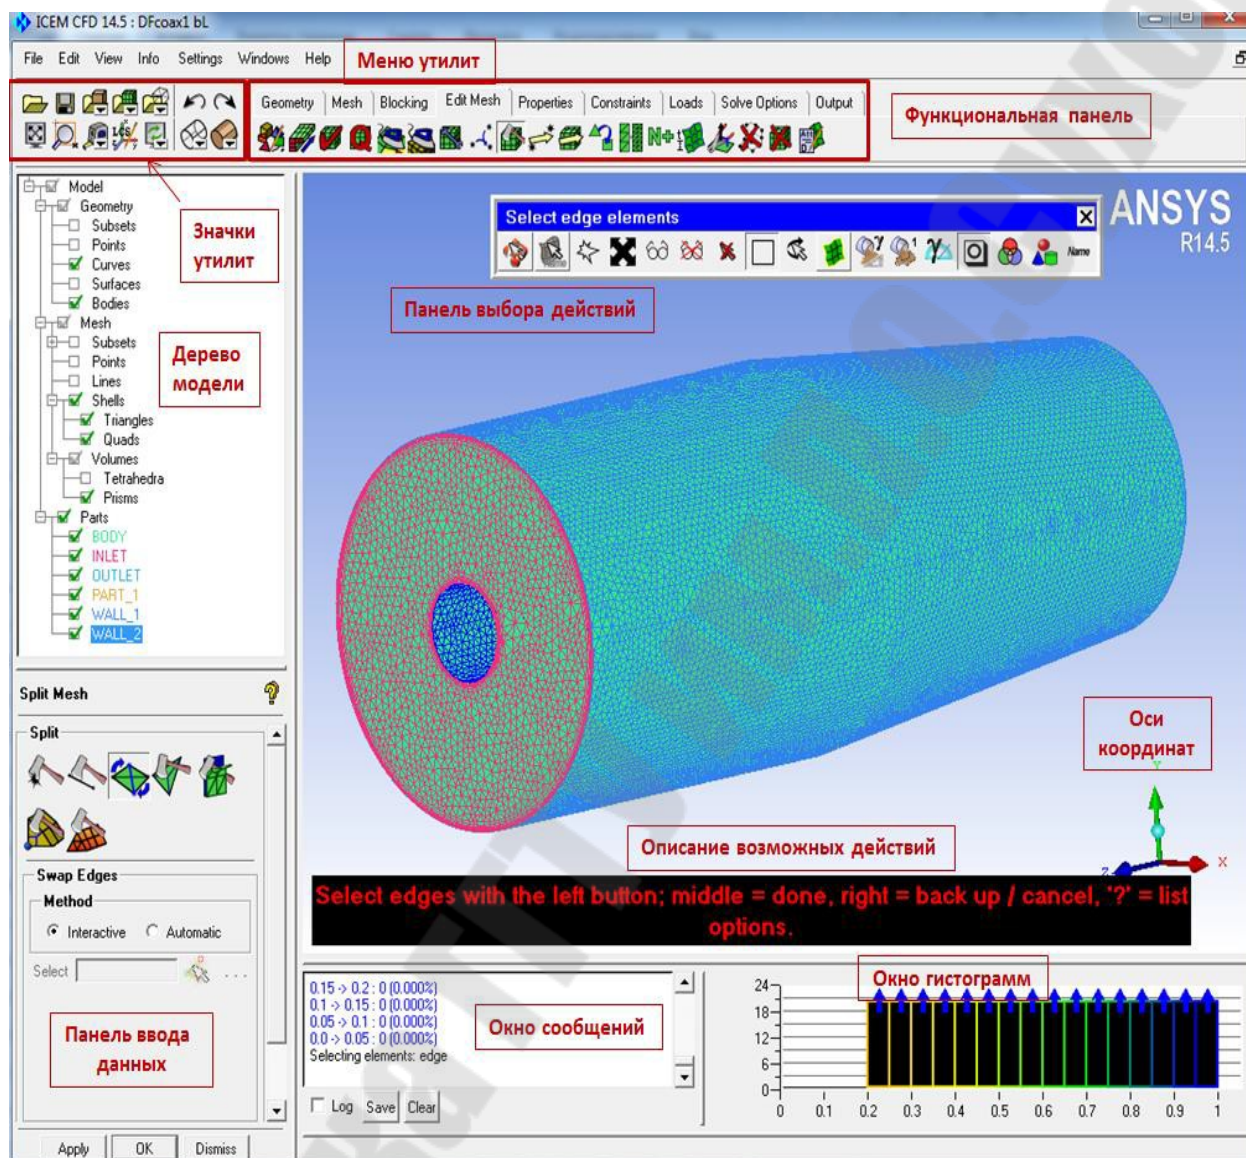 ICEM CFD 14.5 : DFcoax1 bL
File Edit View Info Settings Windows Help
Меню утилит
Geometry Mesh Blocking Edit Mesh Properties Constraints Loads Solve Options Output
Функциональная панель
Model
Geometry
Subsets
Points
Curves
Surfaces
Bodies
Mesh
Subsets
Points
Lines
Shells
Triangles
Quads
Volumes
Tetrahedra
Prisms
Parts
BODY
INLET
OUTLET
PART_1
WALL_1
WALL_2
Значки
утилит
Дерево
модели
Select edge elements
Name
ANSYS
R14.5
Панель выбора действий
Оси
координат
Y
X
Z
Описание возможных действий
Select edges with the left button; middle = done, right = back up / cancel, '?' = list
options.
Split Mesh
Split
Swap Edges
Method
Interactive Automatic
Select
...
Панель ввода
данных
Apply OK Dismiss
0.15 -> 0.2 : 0 (0.000%)
0.1 -> 0.15 : 0 (0.000%)
0.05 -> 0.1 : 0 (0.000%)
0.0 -> 0.05 : 0 (0.000%)
Selecting elements: edge
Окно сообщений
Log Save Clear
Окно гистограмм
24
18
12
6
0
0 0.1 0.2 0.3 0.4 0.5 0.6 0.7 0.8 0.9 1